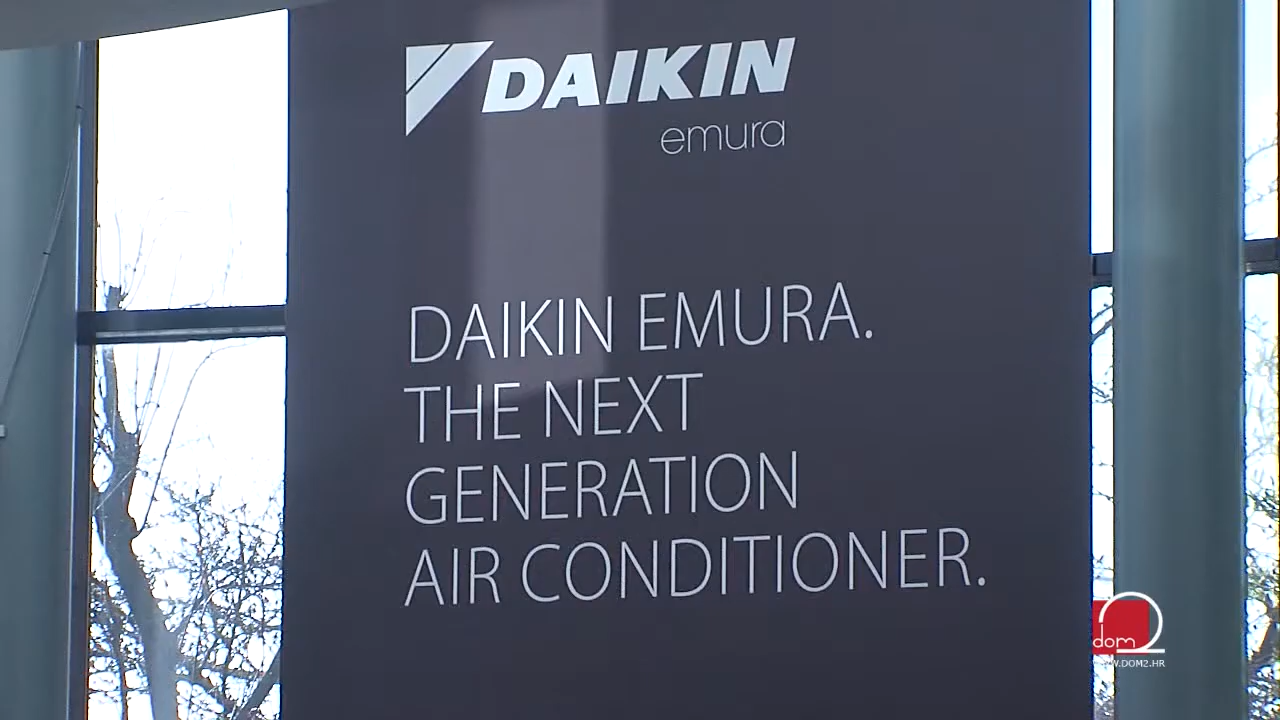 DAIKIN
emura
DAIKIN EMURA.
THE NEXT
GENERATION
AIR CONDITIONER.
dom2
WWW.DOM2.HR